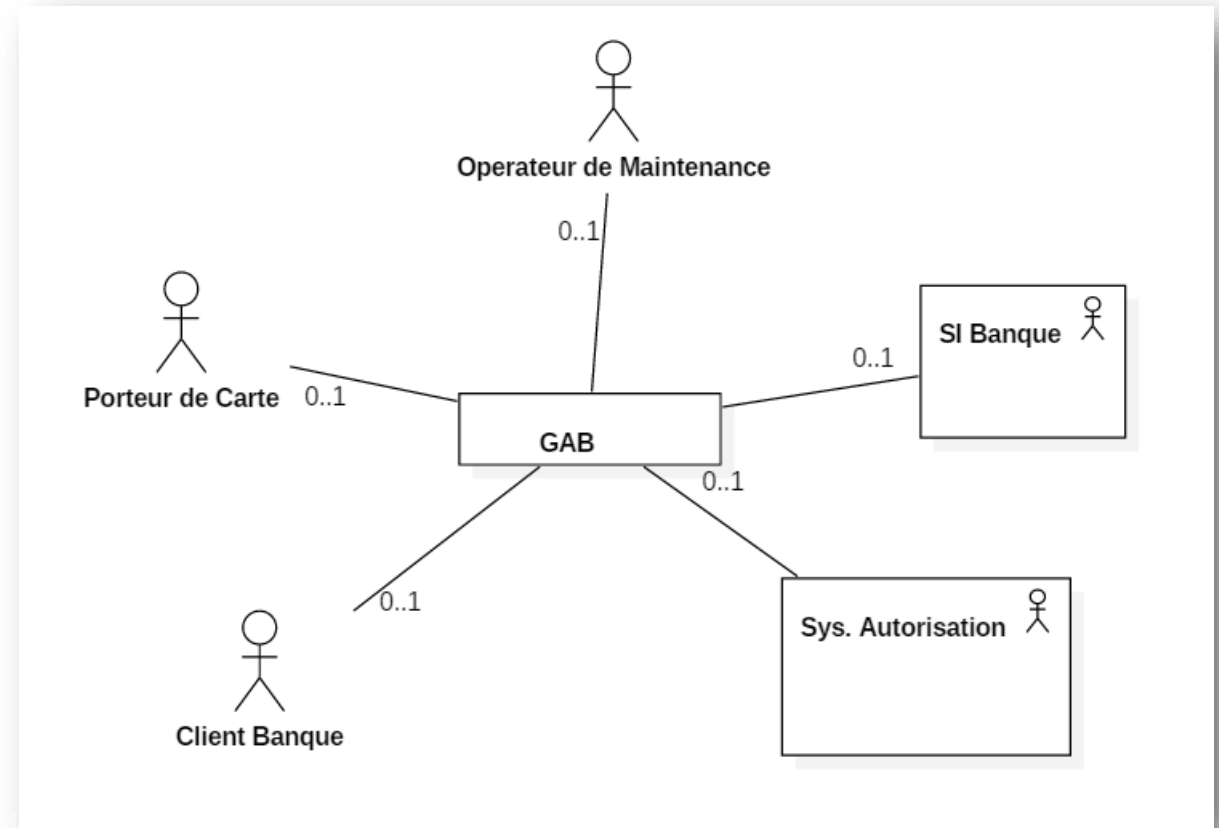 Operateur de Maintenance
0..1
SI Banque
0..1
Porteur de Carte
0..1
GAB
0..1
0..1
Sys. Autorisation
Client Banque